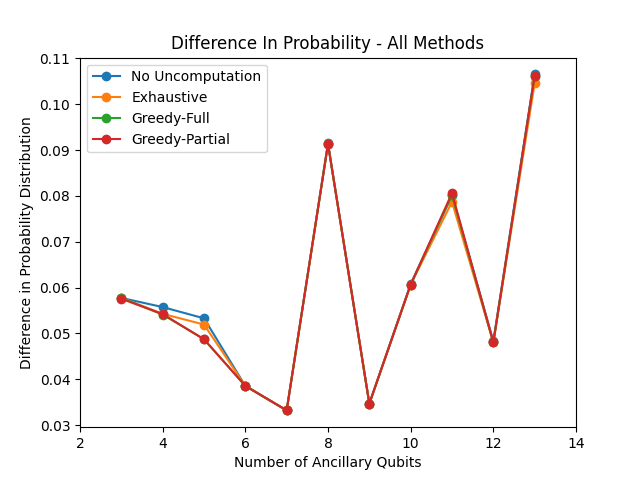 Difference In Probability - All Methods
Difference in Probability Distribution
0.11
0.10
0.09
0.08
0.07
0.06
0.05
0.04
0.03
No Uncomputation
Exhaustive
Greedy-Full
Greedy-Partial
2 4 6 8 10 12 14
Number of Ancillary Qubits